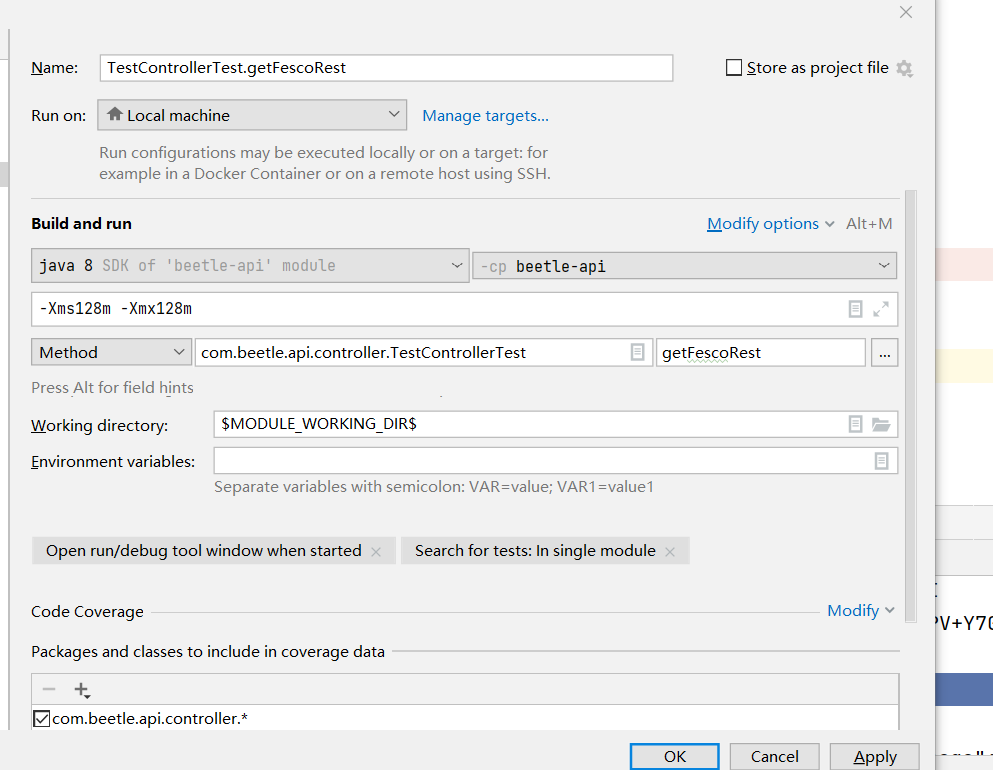 Name: TestControllerTest.getFescoRest Store as project file
Run on: Local machine Manage targets...
Run configurations may be executed locally or on a target: for
example in a Docker Container or on a remote host using SSH.
Build and run Modify options Alt+M
java 8 SDK of 'beetle-api' module -cp beetle-api
-Xms128m -Xmx128m
Method com.beetle.api.controller.TestControllerTest getFescoRest ...
Press Alt for field hints
Working directory: $MODULE_WORKING_DIR$
Environment variables:
Separate variables with semicolon: VAR=value; VAR1=value1
Open run/debug tool window when started Search for tests: In single module
Code Coverage Modify
PV+Y70
Packages and classes to include in coverage data
com.beetle.api.controller.*
OK Cancel Apply